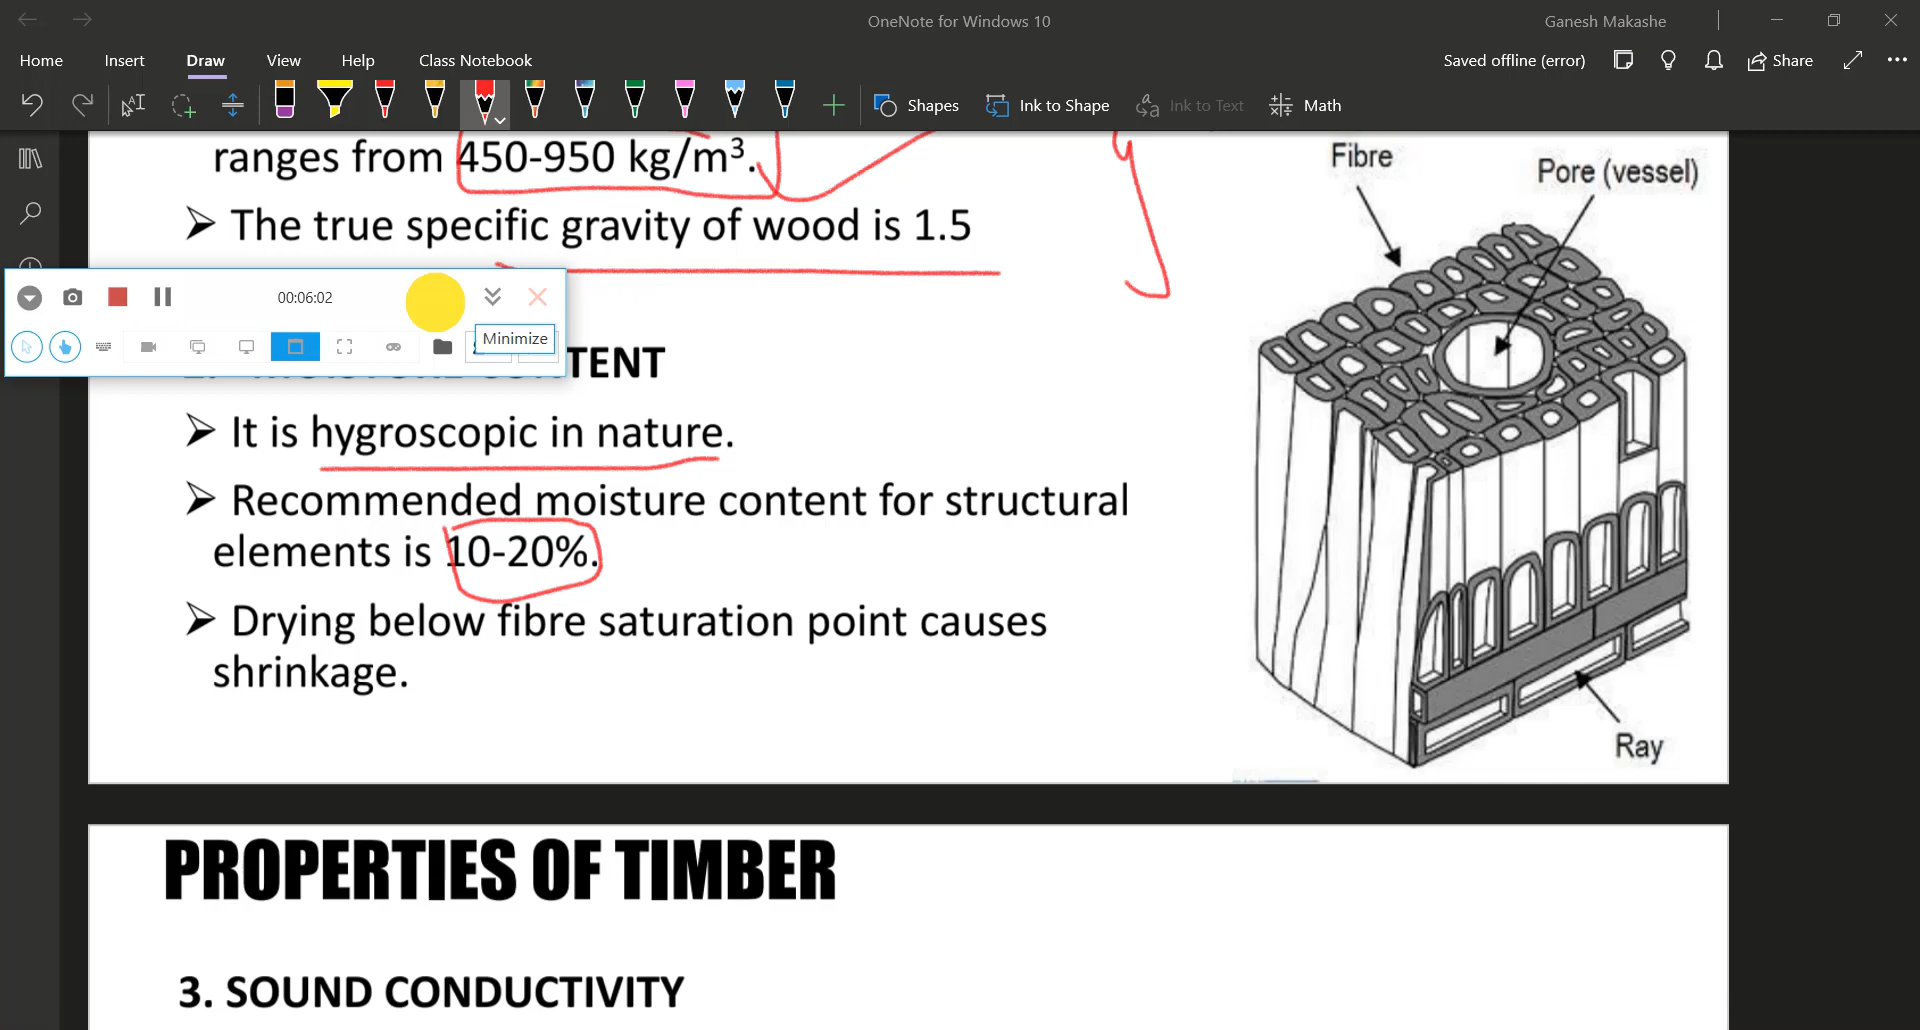 OneNote for Windows 10
Ganesh Makashe
Home Insert Draw View Help Class Notebook
Saved offline (error) Share
Shapes Ink to Shape Ink to Text Math
ranges from 450-950 kg/m³.
➢ The true specific gravity of wood is 1.5
00:06:02
Minimize
TENT
➢ It is hygroscopic in nature.
➢ Recommended moisture content for structural
elements is 10-20%.
➢ Drying below fibre saturation point causes
shrinkage.
Fibre
Pore (vessel)
Ray
PROPERTIES OF TIMBER
3. SOUND CONDUCTIVITY